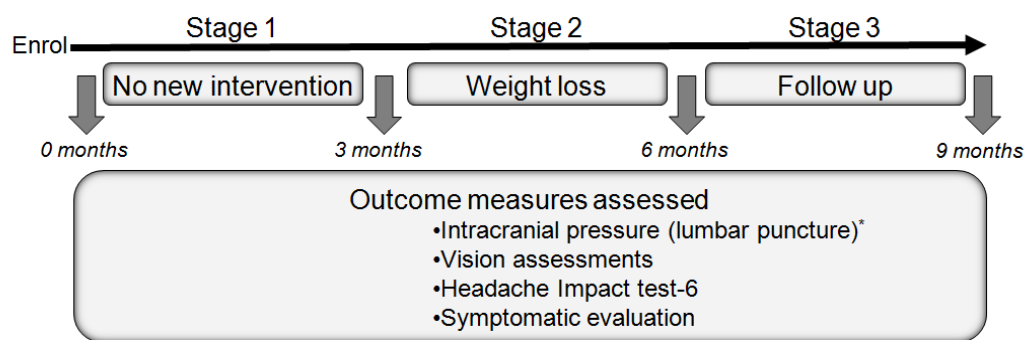 Stage 1 Stage 2 Stage 3
Enrol
No new intervention Weight loss Follow up
0 months 3 months 6 months 9 months
Outcome measures assessed
•Intracranial pressure (lumbar puncture)*
•Vision assessments
•Headache Impact test-6
•Symptomatic evaluation